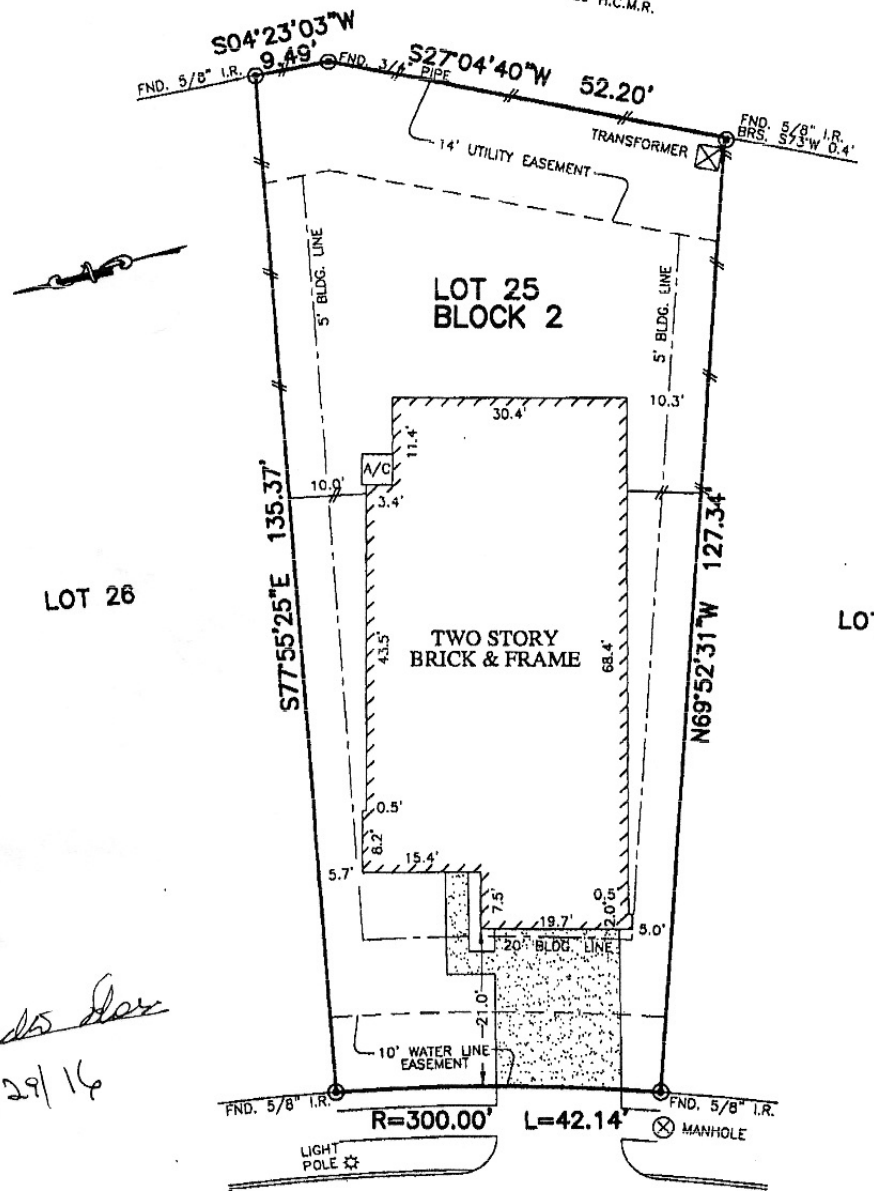 H.C.M.R.
S04°23'03"W
9.49'
FND. 5/8" I.R.
FND. 3/4" PIPE
S27°04'40"W 52.20'
FND. 5/8" I.R.
BRS. S73°W 0.4'
TRANSFORMER
14' UTILITY EASEMENT
5' BLDG. LINE
LOT 25
BLOCK 2
5' BLDG. LINE
30.4'
10.3'
11.4'
A/C
10.0'
3.4'
S77°55'25"E 135.37'
N69°52'31"W 127.34'
LOT 26
LOT
TWO STORY
BRICK & FRAME
43.5'
68.4'
0.5'
8.2'
15.4'
5.7'
7.5'
0.5'
2.0'
19.7'
5.0'
20' BLDG. LINE
21.0'
10' WATER LINE
EASEMENT
29/16
FND. 5/8" I.R.
FND. 5/8" I.R.
R=300.00' L=42.14'
MANHOLE
LIGHT
POLE